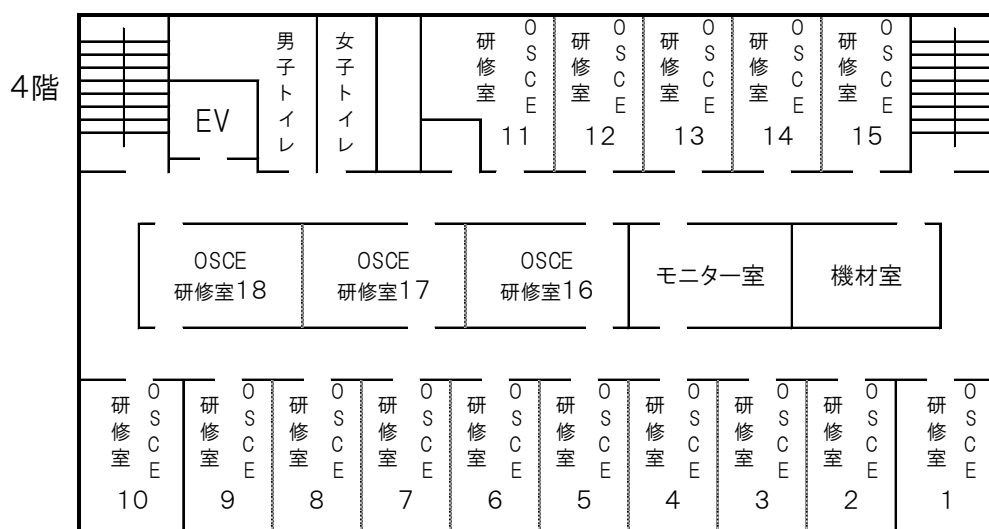 4階
EV
男子トイレ
女子トイレ
OSCE
研修室
11
OSCE
研修室
12
OSCE
研修室
13
OSCE
研修室
14
OSCE
研修室
15
OSCE
研修室18
OSCE
研修室17
OSCE
研修室16
モニター室
機材室
OSCE
研修室
10
OSCE
研修室
9
OSCE
研修室
8
OSCE
研修室
7
OSCE
研修室
6
OSCE
研修室
5
OSCE
研修室
4
OSCE
研修室
3
OSCE
研修室
2
OSCE
研修室
1